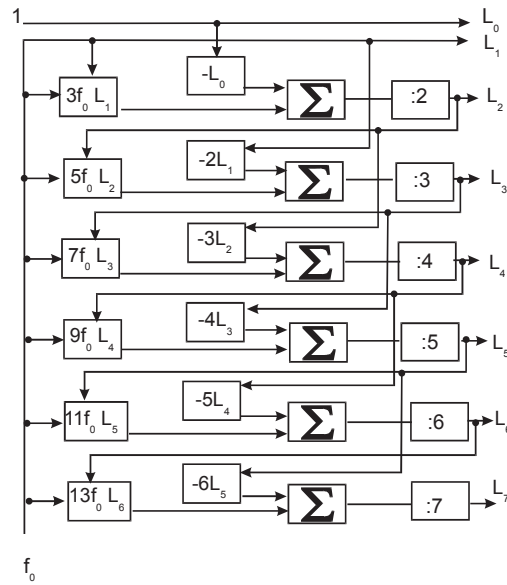 1 L₀
L₁
-L₀
3f₀ L₁ Σ :2 L₂
-2L₁
5f₀ L₂ Σ :3 L₃
-3L₂
7f₀ L₃ Σ :4 L₄
-4L₃
9f₀ L₄ Σ :5 L₅
-5L₄
11f₀ L₅ Σ :6 L₆
-6L₅
13f₀ L₆ Σ :7 L₇
f₀